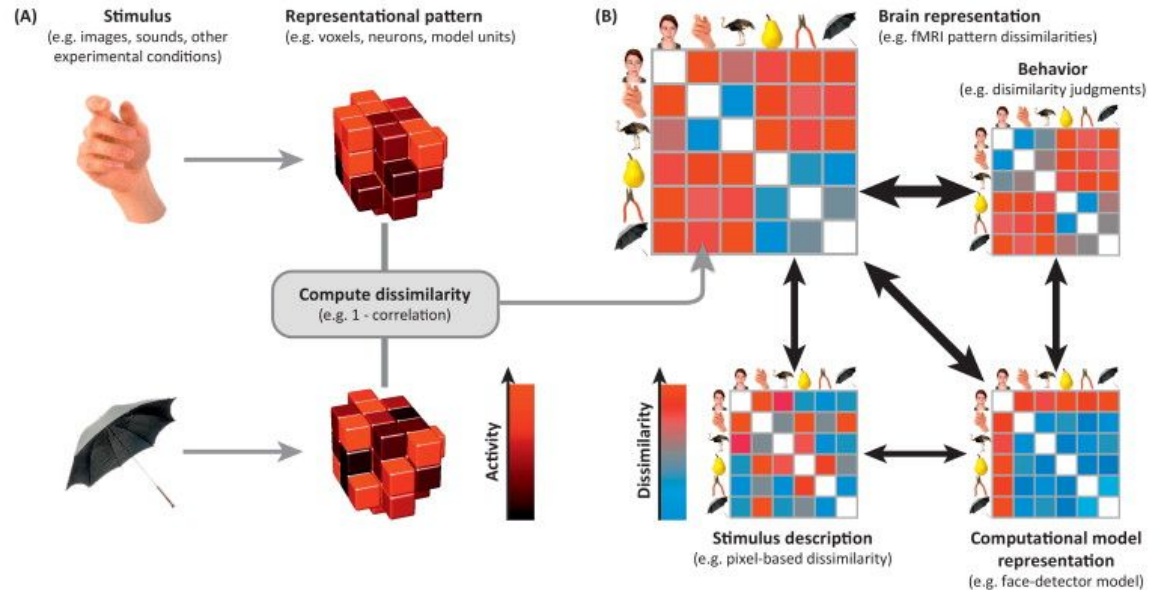 (A)
Stimulus
(e.g. images, sounds, other
experimental conditions)
Representational pattern
(e.g. voxels, neurons, model units)
Compute dissimilarity
(e.g. 1 - correlation)
Activity
(B)
Brain representation
(e.g. fMRI pattern dissimilarities)
Behavior
(e.g. disimilarity judgments)
Dissimilarity
Stimulus description
(e.g. pixel-based dissimilarity)
Computational model
representation
(e.g. face-detector model)